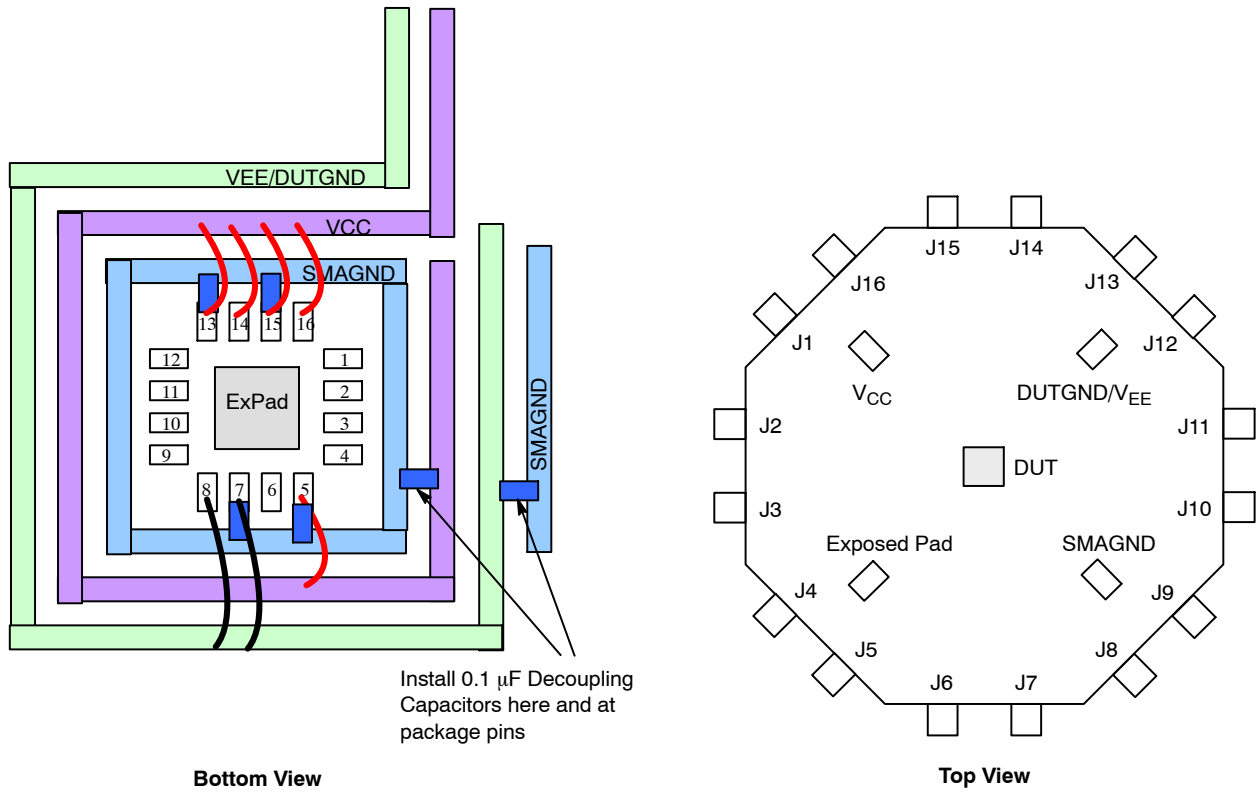 VEE/DUTGND
VCC
SMAGND
13 14 15 16
12 1
11 2
10 3
9 4
ExPad
8 7 6 5
SMAGND
Install 0.1 μF Decoupling
Capacitors here and at
package pins
Bottom View
J15 J14
J16 J13
J1 J12
VCC
DUTGND/VEE
J2 J11
DUT
J3 J10
Exposed Pad
SMAGND
J4 J9
J5 J8
J6 J7
Top View